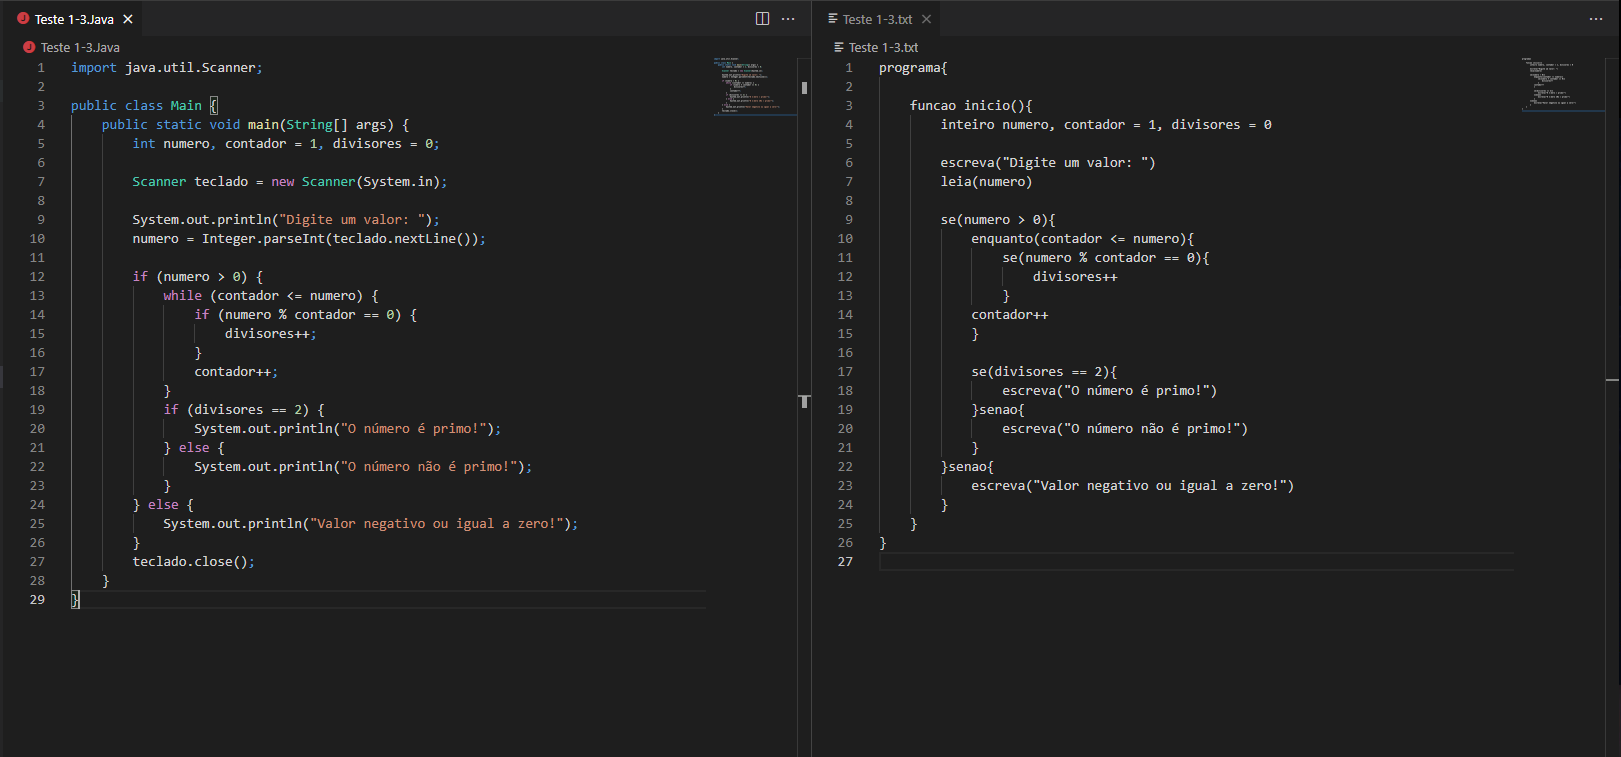 Teste 1-3.Java
Teste 1-3.Java
1 import java.util.Scanner;
2
3 public class Main {
4 public static void main(String[] args) {
5 int numero, contador = 1, divisores = 0;
6
7 Scanner teclado = new Scanner(System.in);
8
9 System.out.println("Digite um valor: ");
10 numero = Integer.parseInt(teclado.nextLine());
11
12 if (numero > 0) {
13 while (contador <= numero) {
14 if (numero % contador == 0) {
15 divisores++;
16 }
17 contador++;
18 }
19 if (divisores == 2) {
20 System.out.println("O número é primo!");
21 } else {
22 System.out.println("O número não é primo!");
23 }
24 } else {
25 System.out.println("Valor negativo ou igual a zero!");
26 }
27 teclado.close();
28 }
29 }
Teste 1-3.txt
Teste 1-3.txt
1 programa{
2
3 funcao inicio(){
4 inteiro numero, contador = 1, divisores = 0
5
6 escreva("Digite um valor: ")
7 leia(numero)
8
9 se(numero > 0){
10 enquanto(contador <= numero){
11 se(numero % contador == 0){
12 divisores++
13 }
14 contador++
15 }
16
17 se(divisores == 2){
18 escreva("O número é primo!")
19 }senao{
20 escreva("O número não é primo!")
21 }
22 }senao{
23 escreva("Valor negativo ou igual a zero!")
24 }
25 }
26 }
27